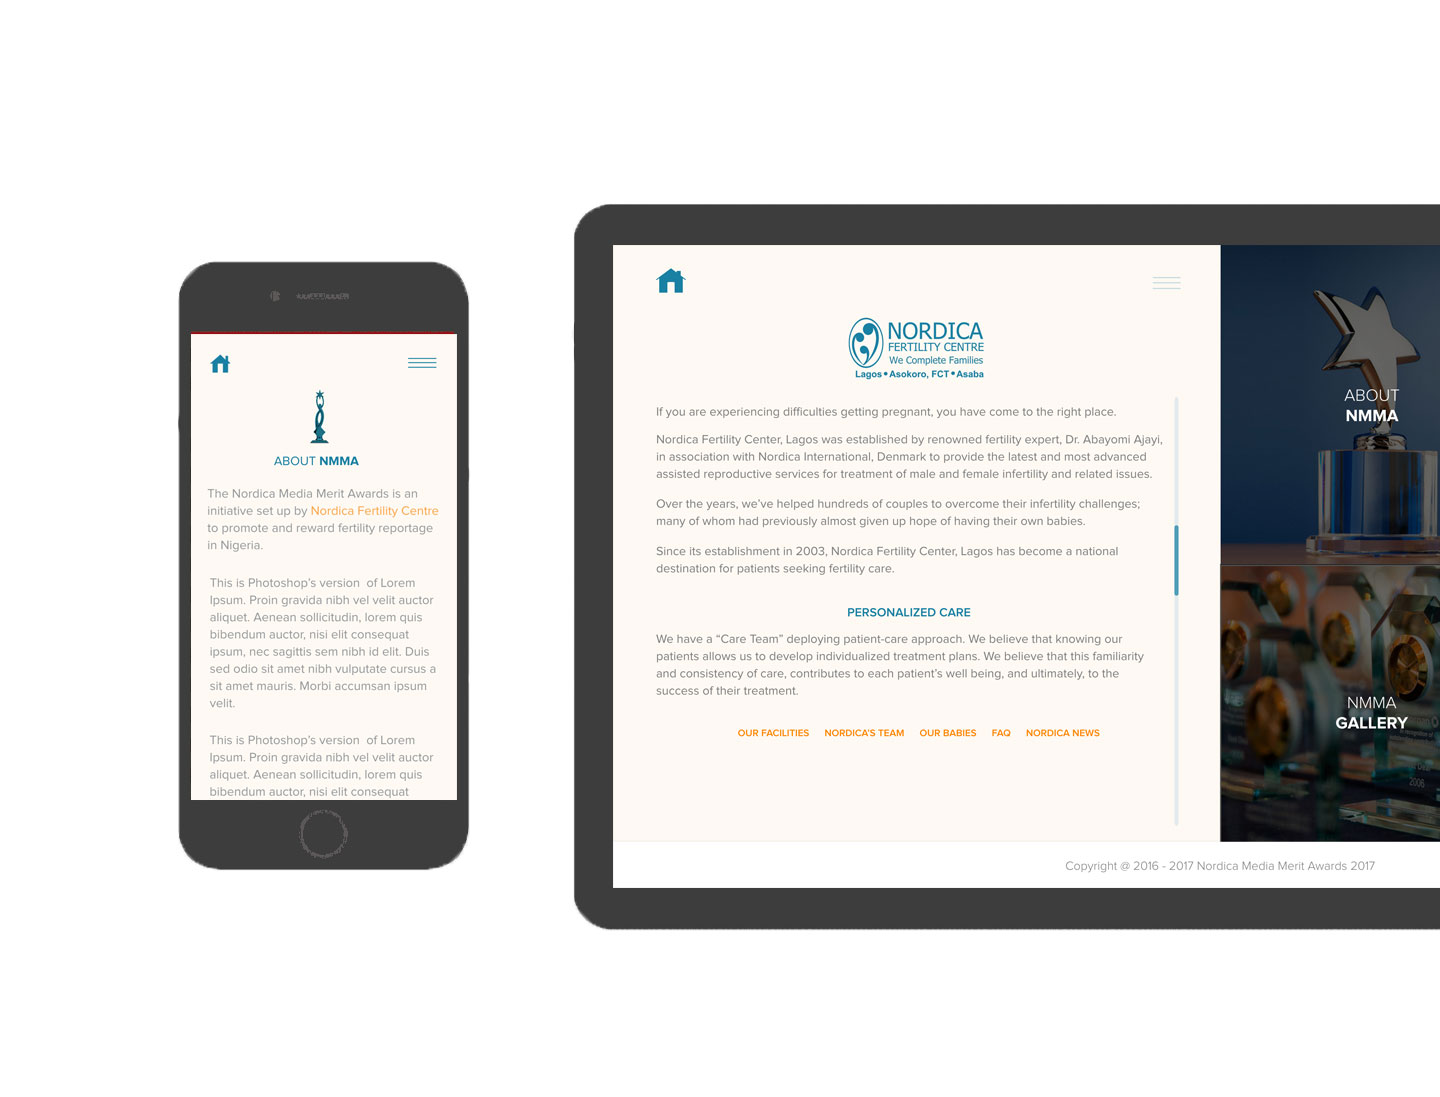 ABOUT NMMA
The Nordica Media Merit Awards is an
initiative set up by Nordica Fertility Centre
to promote and reward fertility reportage
in Nigeria.
This is Photoshop's version  of Lorem
Ipsum. Proin gravida nibh vel velit auctor
aliquet. Aenean sollicitudin, lorem quis
bibendum auctor, nisi elit consequat
ipsum, nec sagittis sem nibh id elit. Duis
sed odio sit amet nibh vulputate cursus a
sit amet mauris. Morbi accumsan ipsum
velit.
This is Photoshop's version  of Lorem
Ipsum. Proin gravida nibh vel velit auctor
aliquet. Aenean sollicitudin, lorem quis
bibendum auctor, nisi elit consequat
NORDICA
FERTILITY CENTRE
We Complete Families
Lagos • Asokoro, FCT • Asaba
If you are experiencing difficulties getting pregnant, you have come to the right place.
Nordica Fertility Center, Lagos was established by renowned fertility expert, Dr. Abayomi Ajayi,
in association with Nordica International, Denmark to provide the latest and most advanced
assisted reproductive services for treatment of male and female infertility and related issues.
Over the years, we've helped hundreds of couples to overcome their infertility challenges;
many of whom had previously almost given up hope of having their own babies.
Since its establishment in 2003, Nordica Fertility Center, Lagos has become a national
destination for patients seeking fertility care.
PERSONALIZED CARE
We have a “Care Team” deploying patient-care approach. We believe that knowing our
patients allows us to develop individualized treatment plans. We believe that this familiarity
and consistency of care, contributes to each patient's well being, and ultimately, to the
success of their treatment.
OUR FACILITIES NORDICA'S TEAM OUR BABIES FAQ NORDICA NEWS
ABOUT
NMMA
NMMA
GALLERY
2006
Copyright @ 2016 - 2017 Nordica Media Merit Awards 2017